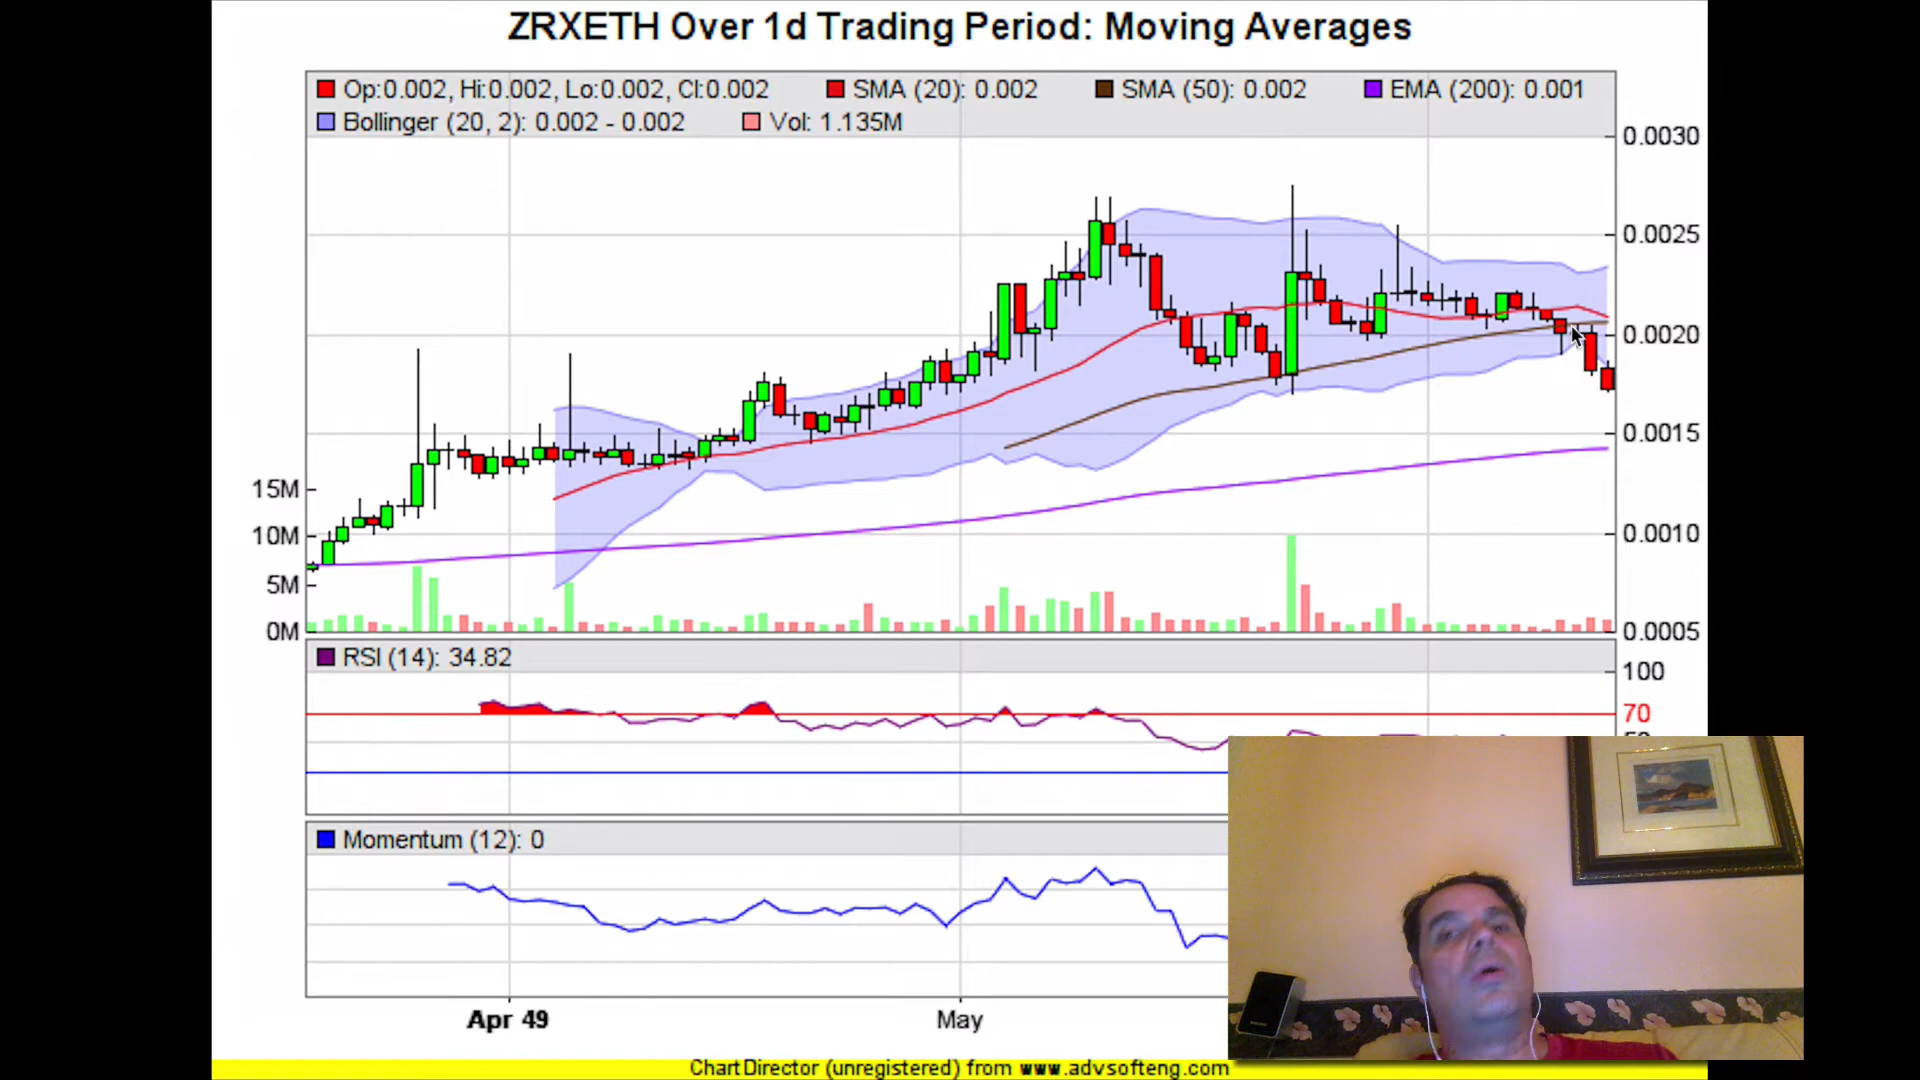 ZRXETH Over 1d Trading Period: Moving Averages
Op:0.002, Hi:0.002, Lo:0.002, Cl:0.002 SMA (20): 0.002 SMA (50): 0.002 EMA (200): 0.001
Bollinger (20, 2): 0.002 - 0.002 Vol: 1.135M
0.0030
0.0025
0.0020
0.0015
15M
10M 0.0010
5M
0M 0.0005
RSI (14): 34.82
100
70
Momentum (12): 0
Apr 49 May
ChartDirector (unregistered) from www.advsofteng.com